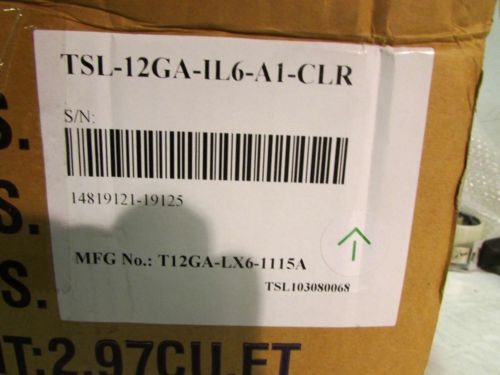 TSL-12GA-IL6-A1-CLR
S/N:
14819121-19125
MFG No.: T12GA-LX6-1115A
TSL103080068
S.
S.
S.
T:2.97CU.FT